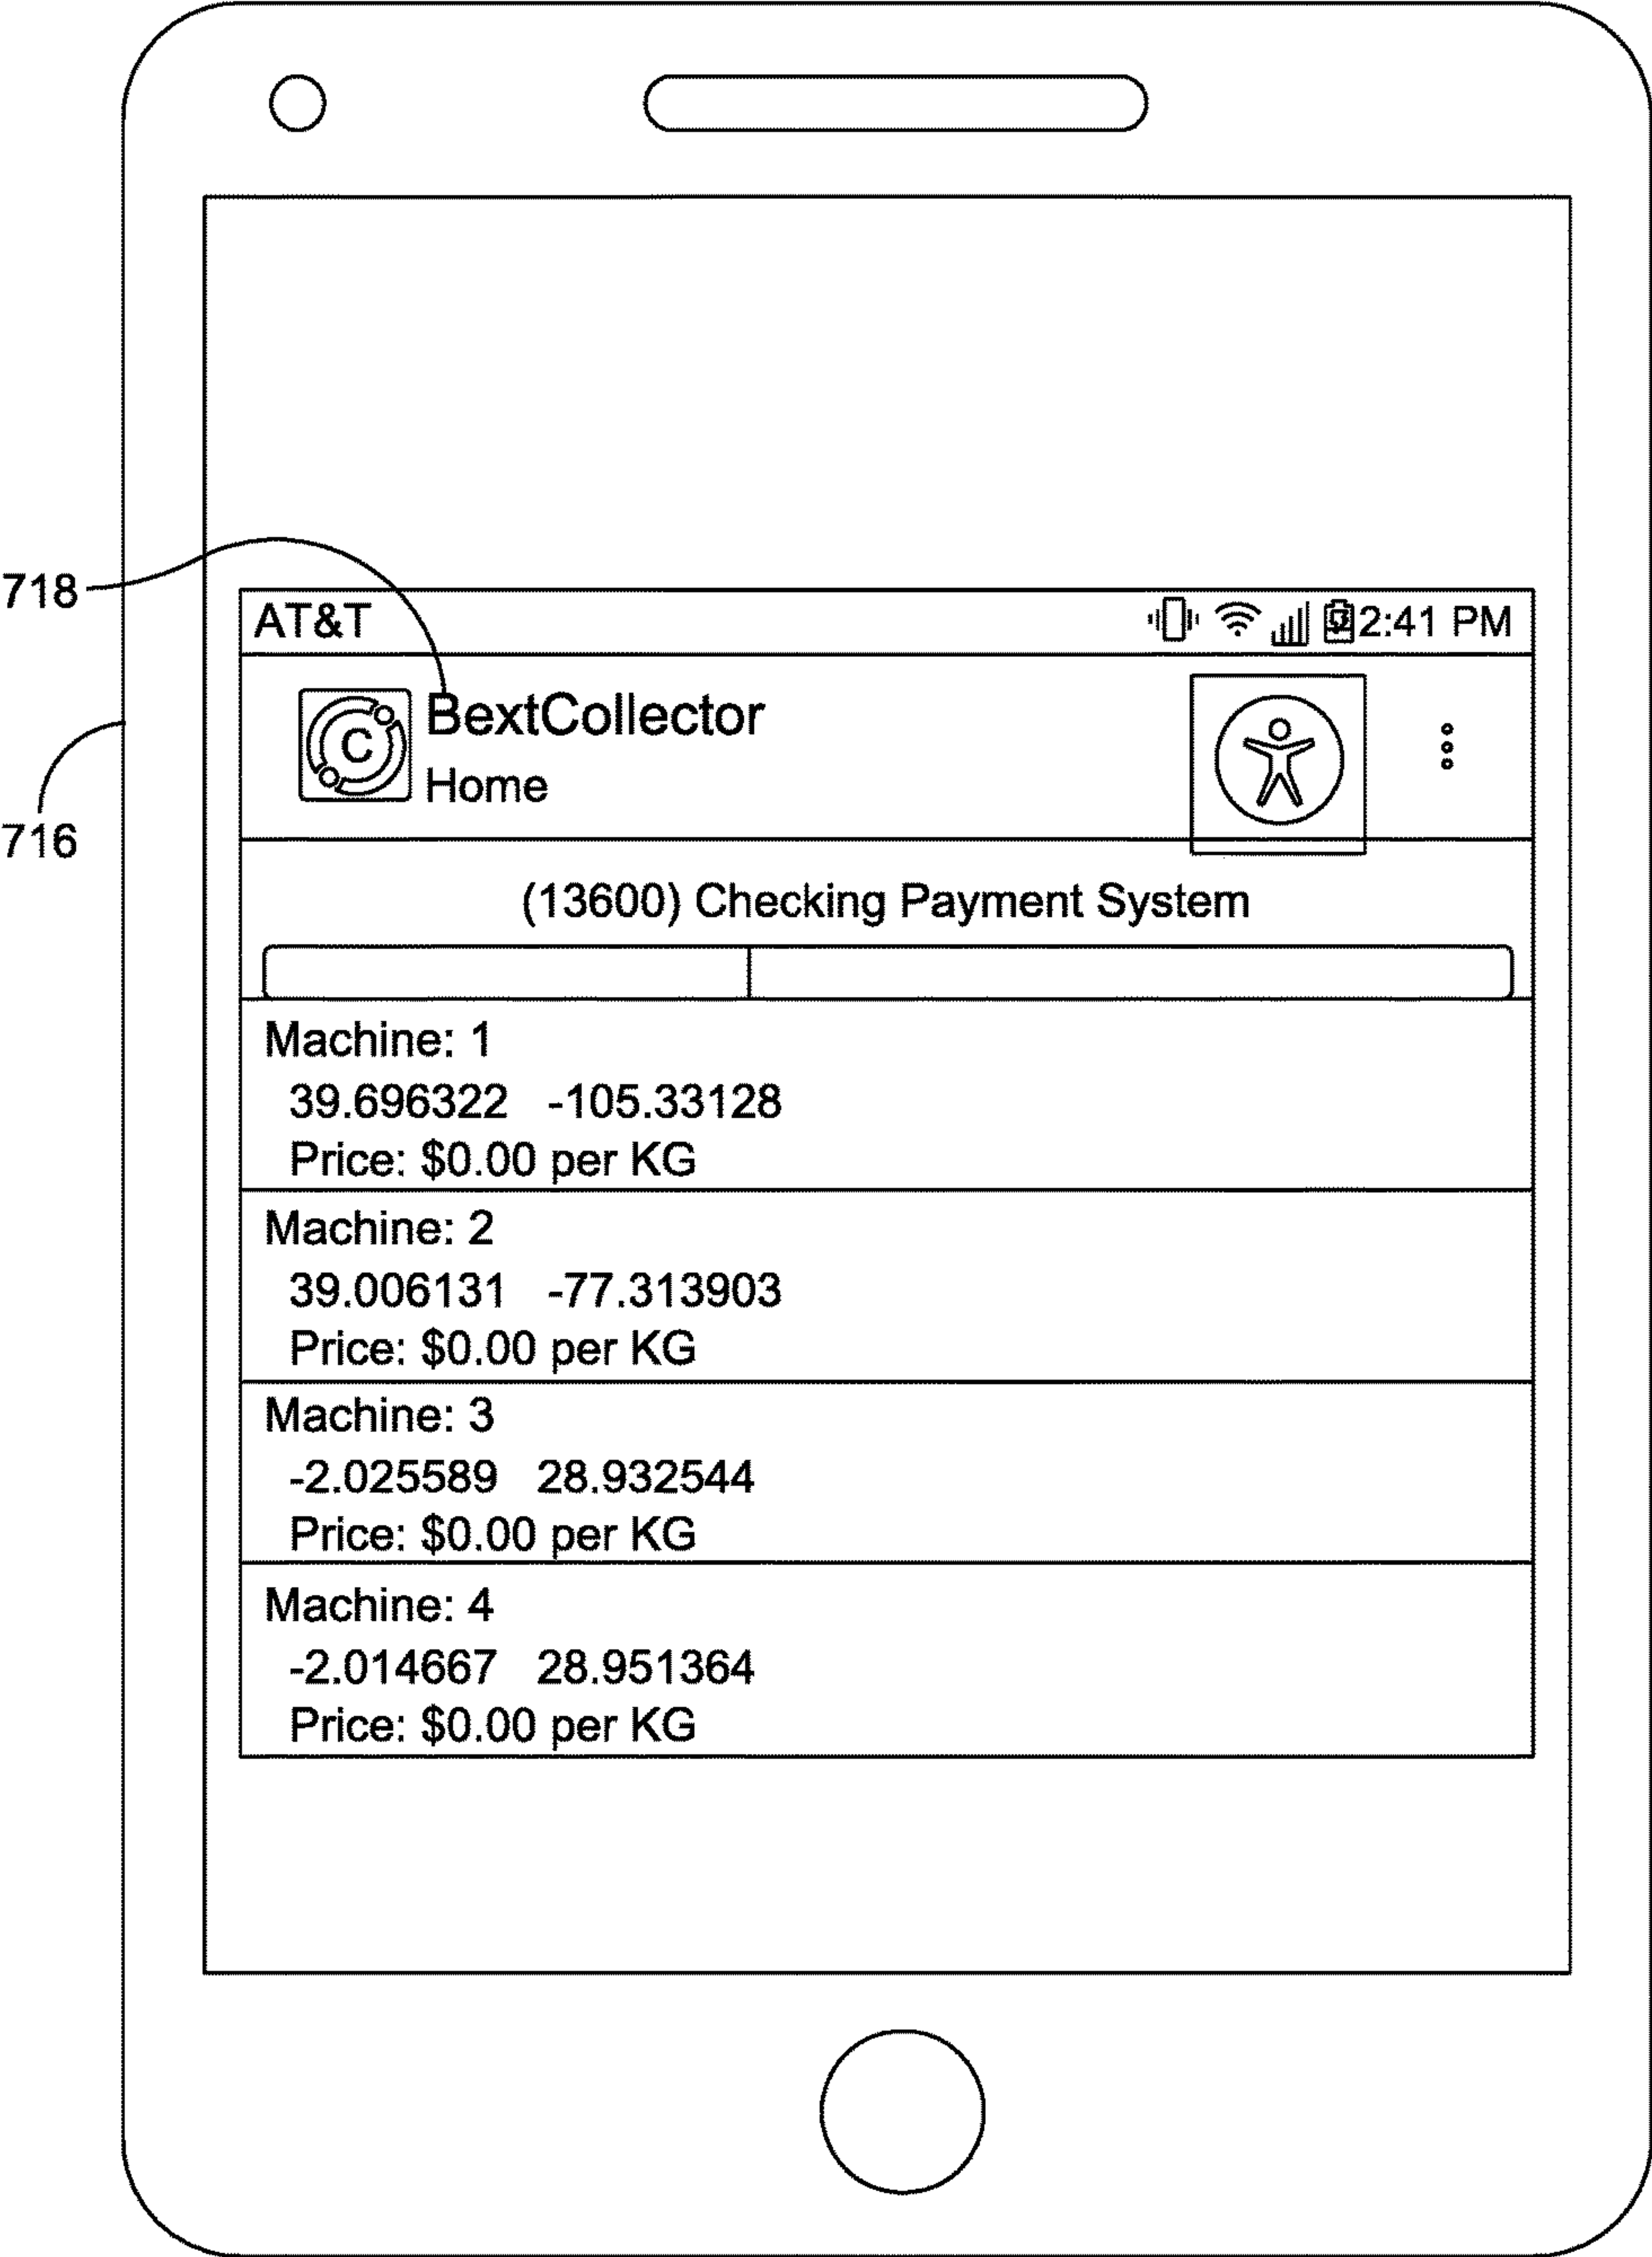 718
AT&T 2:41 PM
C
BextCollector
Home
716
(13600) Checking Payment System
Machine: 1
39.696322 -105.33128
Price: $0.00 per KG
Machine: 2
39.006131 -77.313903
Price: $0.00 per KG
Machine: 3
-2.025589 28.932544
Price: $0.00 per KG
Machine: 4
-2.014667 28.951364
Price: $0.00 per KG